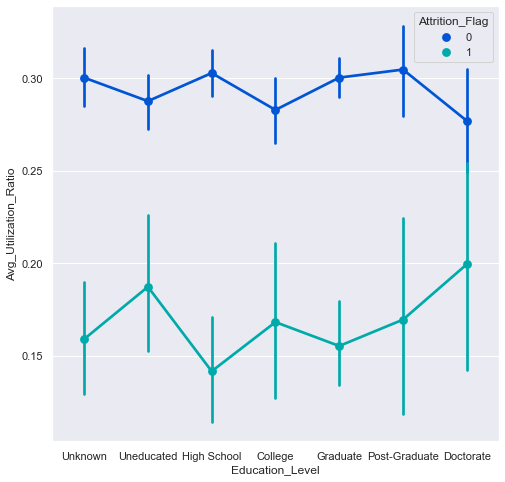 Attrition_Flag
0
1
0.30
0.25
0.20
0.15
Avg_Utilization_Ratio
Unknown Uneducated High School College Graduate Post-Graduate Doctorate
Education_Level